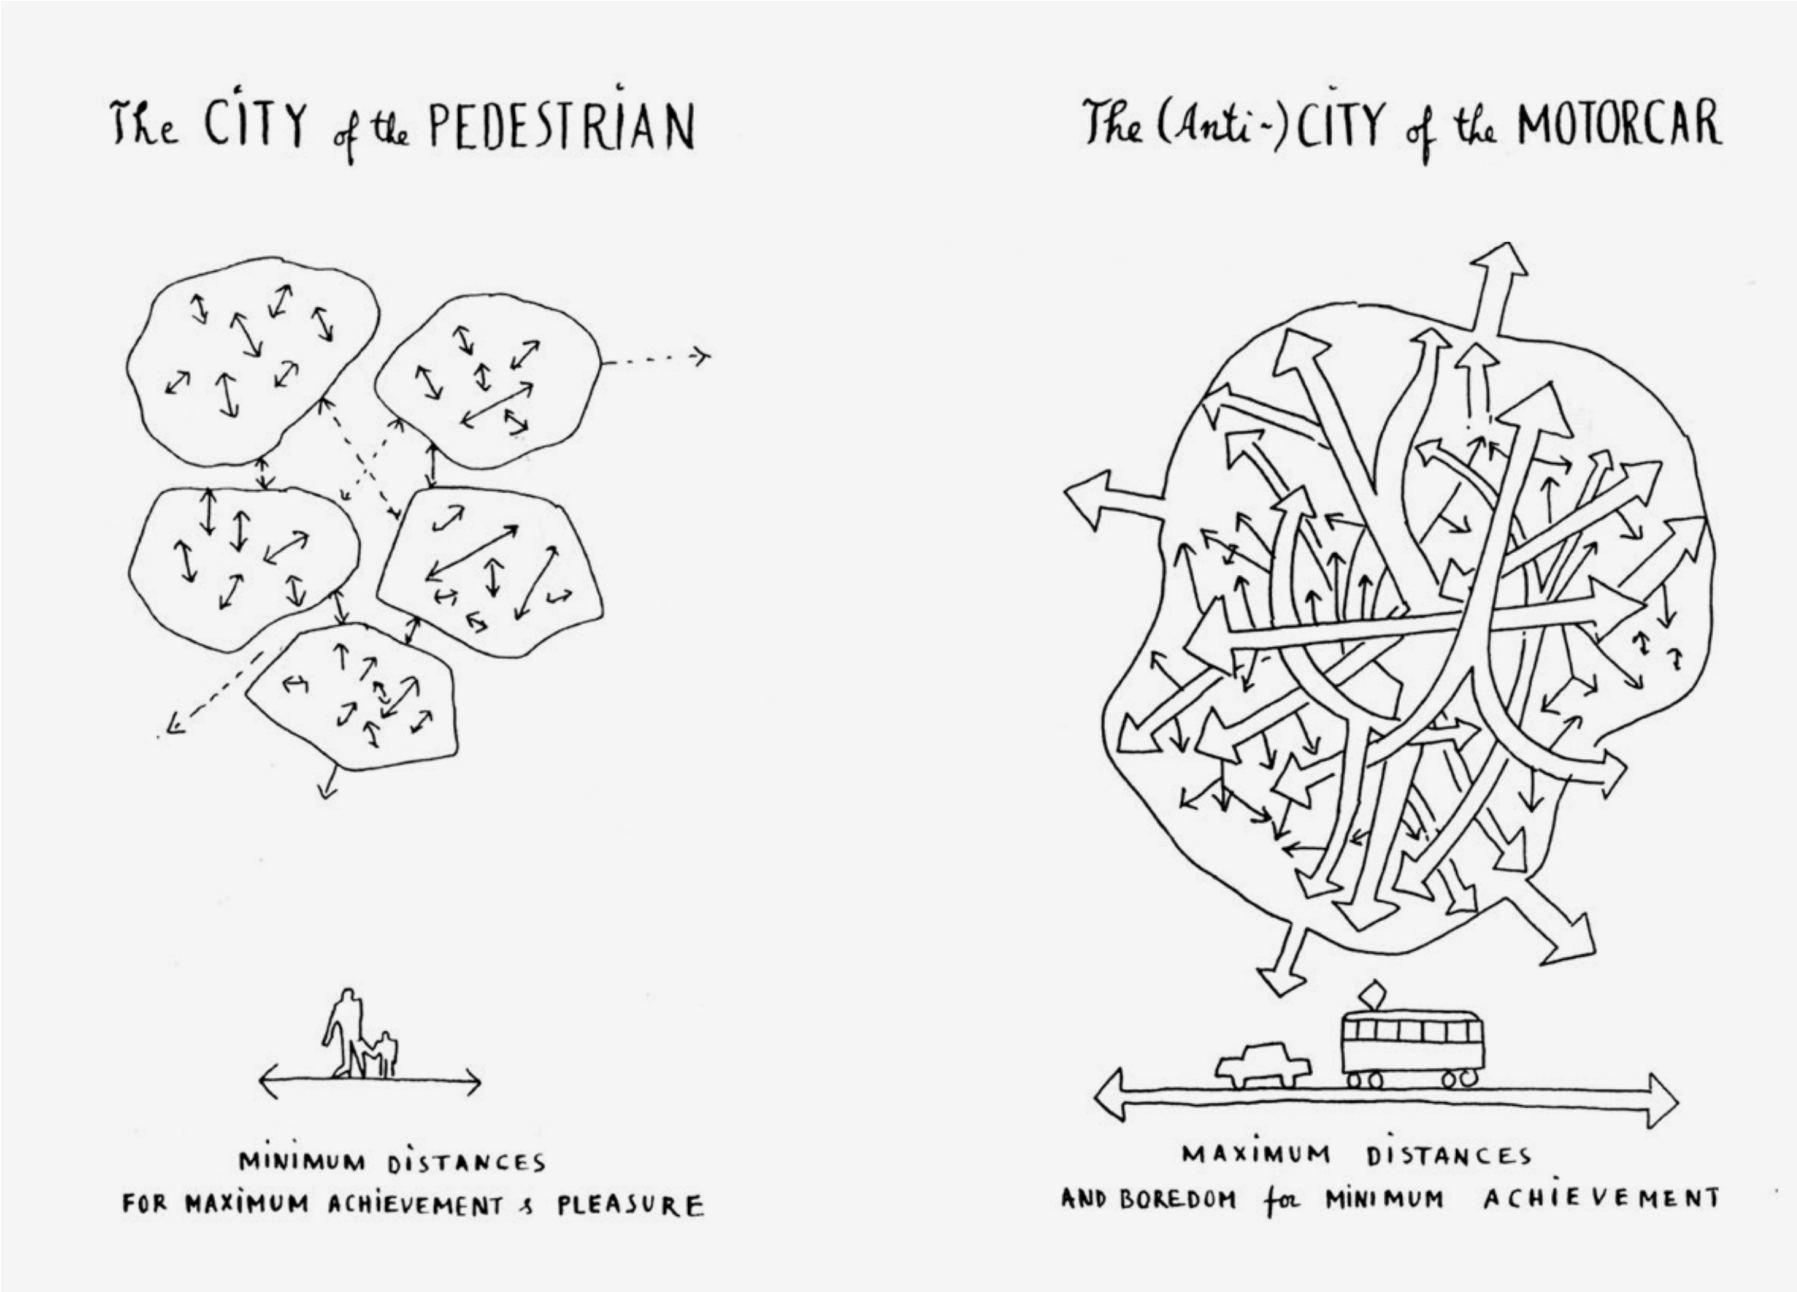 The CITY of the PEDESTRIAN
MINIMUM DISTANCES
FOR MAXIMUM ACHIEVEMENT & PLEASURE
The (Anti-) CITY of the MOTORCAR
MAXIMUM DISTANCES
AND BOREDOM for MINIMUM ACHIEVEMENT